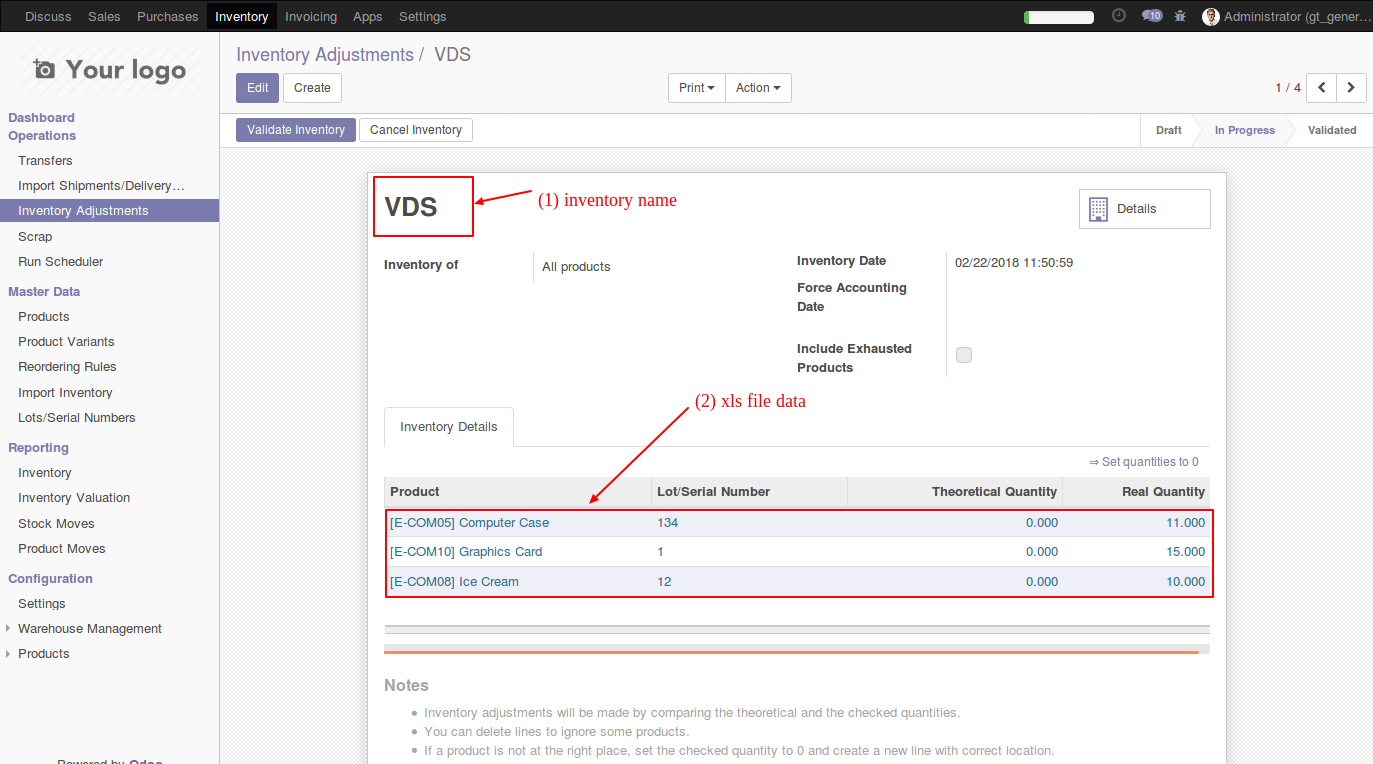 Discuss Sales Purchases Inventory Invoicing Apps Settings 10 Administrator (gt_gener...
Your logo
Dashboard
Operations
Transfers
Import Shipments/Delivery...
Inventory Adjustments
Scrap
Run Scheduler
Master Data
Products
Product Variants
Reordering Rules
Import Inventory
Lots/Serial Numbers
Reporting
Inventory
Inventory Valuation
Stock Moves
Product Moves
Configuration
Settings
Warehouse Management
Products
Powered by Odoo
Inventory Adjustments / VDS
Edit Create Print Action 1 / 4
Validate Inventory Cancel Inventory Draft In Progress Validated
VDS
(1) inventory name
Details
Inventory of All products
Inventory Date 02/22/2018 11:50:59
Force Accounting
Date
Include Exhausted
Products
(2) xls file data
Inventory Details
⇒ Set quantities to 0
Product Lot/Serial Number Theoretical Quantity Real Quantity
[E-COM05] Computer Case 134 0.000 11.000
[E-COM10] Graphics Card 1 0.000 15.000
[E-COM08] Ice Cream 12 0.000 10.000
Notes
Inventory adjustments will be made by comparing the theoretical and the checked quantities.
You can delete lines to ignore some products.
If a product is not at the right place, set the checked quantity to 0 and create a new line with correct location.